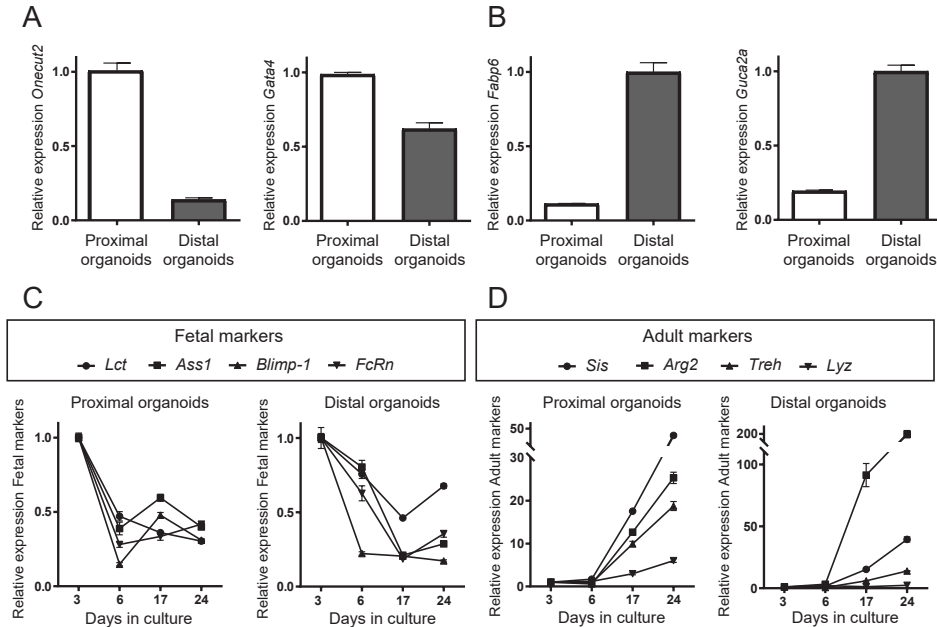 A
B
Relative expression Onecut2
1.0
0.5
0.0
Proximal
organoids
Distal
organoids
Relative expression Gata4
1.0
0.5
0.0
Proximal
organoids
Distal
organoids
Relative expression Fabp6
1.0
0.5
0.0
Proximal
organoids
Distal
organoids
Relative expression Guca2a
1.0
0.5
0.0
Proximal
organoids
Distal
organoids
C
Fetal markers
Lct Ass1 Blimp-1 FcRn
Proximal organoids
Relative expression Fetal markers
1.0
0.5
0.0
3 6 17 24
Days in culture
Distal organoids
Relative expression Fetal markers
1.0
0.5
0.0
3 6 17 24
Days in culture
D
Adult markers
Sis Arg2 Treh Lyz
Proximal organoids
Relative expression Adult markers
50
30
20
10
0
3 6 17 24
Days in culture
Distal organoids
Relative expression Adult markers
200
100
50
0
3 6 17 24
Days in culture